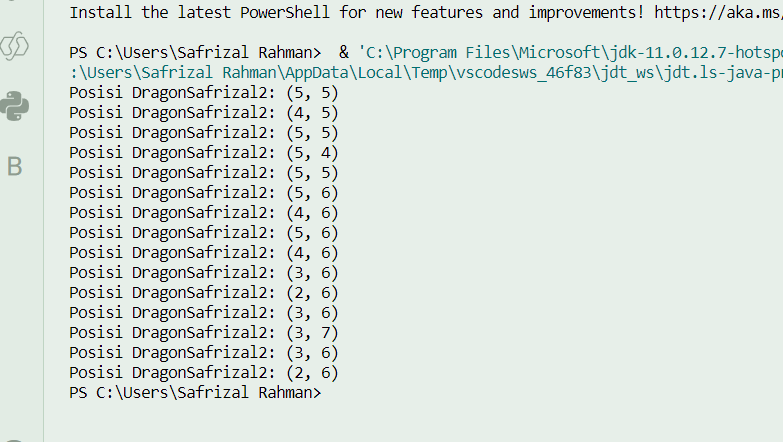 Install the latest PowerShell for new features and improvements! https://aka.ms,
PS C:\Users\Safrizal Rahman>  & 'C:\Program Files\Microsoft\jdk-11.0.12.7-hotspo
:\Users\Safrizal Rahman\AppData\Local\Temp\vscodesws_46f83\jdt_ws\jdt.ls-java-pr
Posisi DragonSafrizal2: (5, 5)
Posisi DragonSafrizal2: (4, 5)
Posisi DragonSafrizal2: (5, 5)
Posisi DragonSafrizal2: (5, 4)
Posisi DragonSafrizal2: (5, 5)
Posisi DragonSafrizal2: (5, 6)
Posisi DragonSafrizal2: (4, 6)
Posisi DragonSafrizal2: (5, 6)
Posisi DragonSafrizal2: (4, 6)
Posisi DragonSafrizal2: (3, 6)
Posisi DragonSafrizal2: (2, 6)
Posisi DragonSafrizal2: (3, 6)
Posisi DragonSafrizal2: (3, 7)
Posisi DragonSafrizal2: (3, 6)
Posisi DragonSafrizal2: (2, 6)
PS C:\Users\Safrizal Rahman>
B